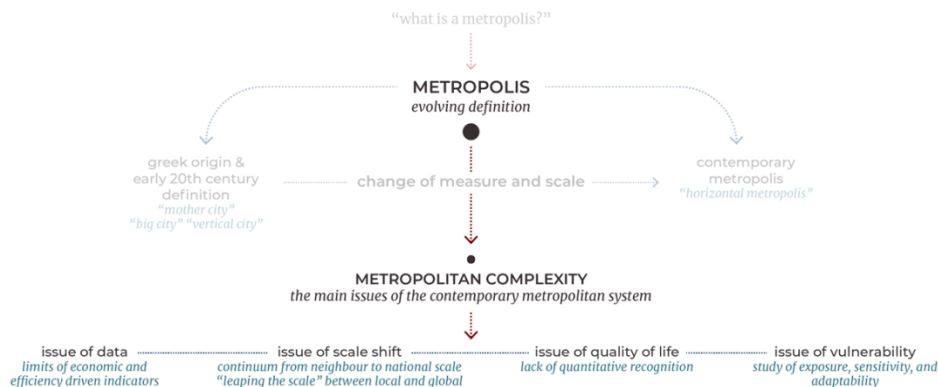 “what is a metropolis?”
METROPOLIS
evolving definition
greek origin &
early 20th century
definition
“mother city”
“big city” “vertical city”
change of measure and scale
contemporary
metropolis
“horizontal metropolis”
METROPOLITAN COMPLEXITY
the main issues of the contemporary metropolitan system
issue of data
limits of economic and
efficiency driven indicators
issue of scale shift
continuum from neighbour to national scale
“leaping the scale” between local and global
issue of quality of life
lack of quantitative recognition
issue of vulnerability
study of exposure, sensitivity, and
adaptability